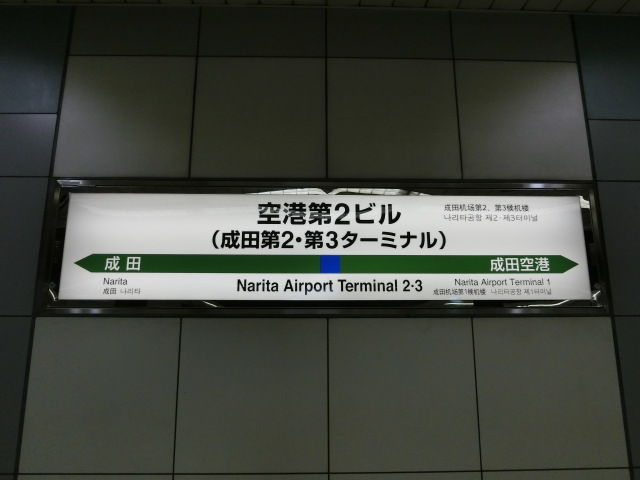 空港第2ビル
(成田第2・第3ターミナル)
成田机场第2、第3候机楼
나리타공항 제2·제3터미널
成田
成田空港
Narita
成田 나리타
Narita Airport Terminal 2·3
Narita Airport Terminal 1
成田机场第1候机楼 나리타공항 제1터미널